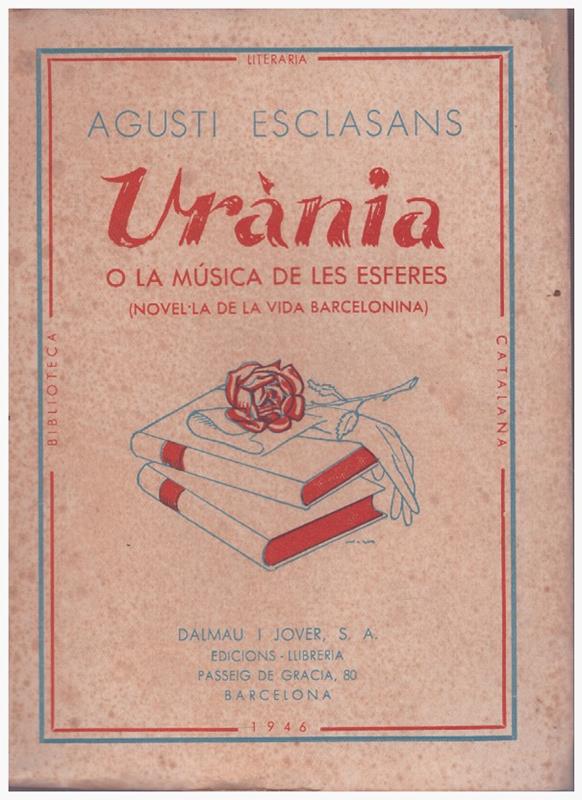 LITERARIA
AGUSTI ESCLASANS
Urània
O LA MÚSICA DE LES ESFERES
(NOVEL·LA DE LA VIDA BARCELONINA)
BIBLIOTECA
CATALANA
DALMAU I JOVER, S. A.
EDICIONS - LLIBRERIA
PASSEIG DE GRACIA, 80
BARCELONA
1946